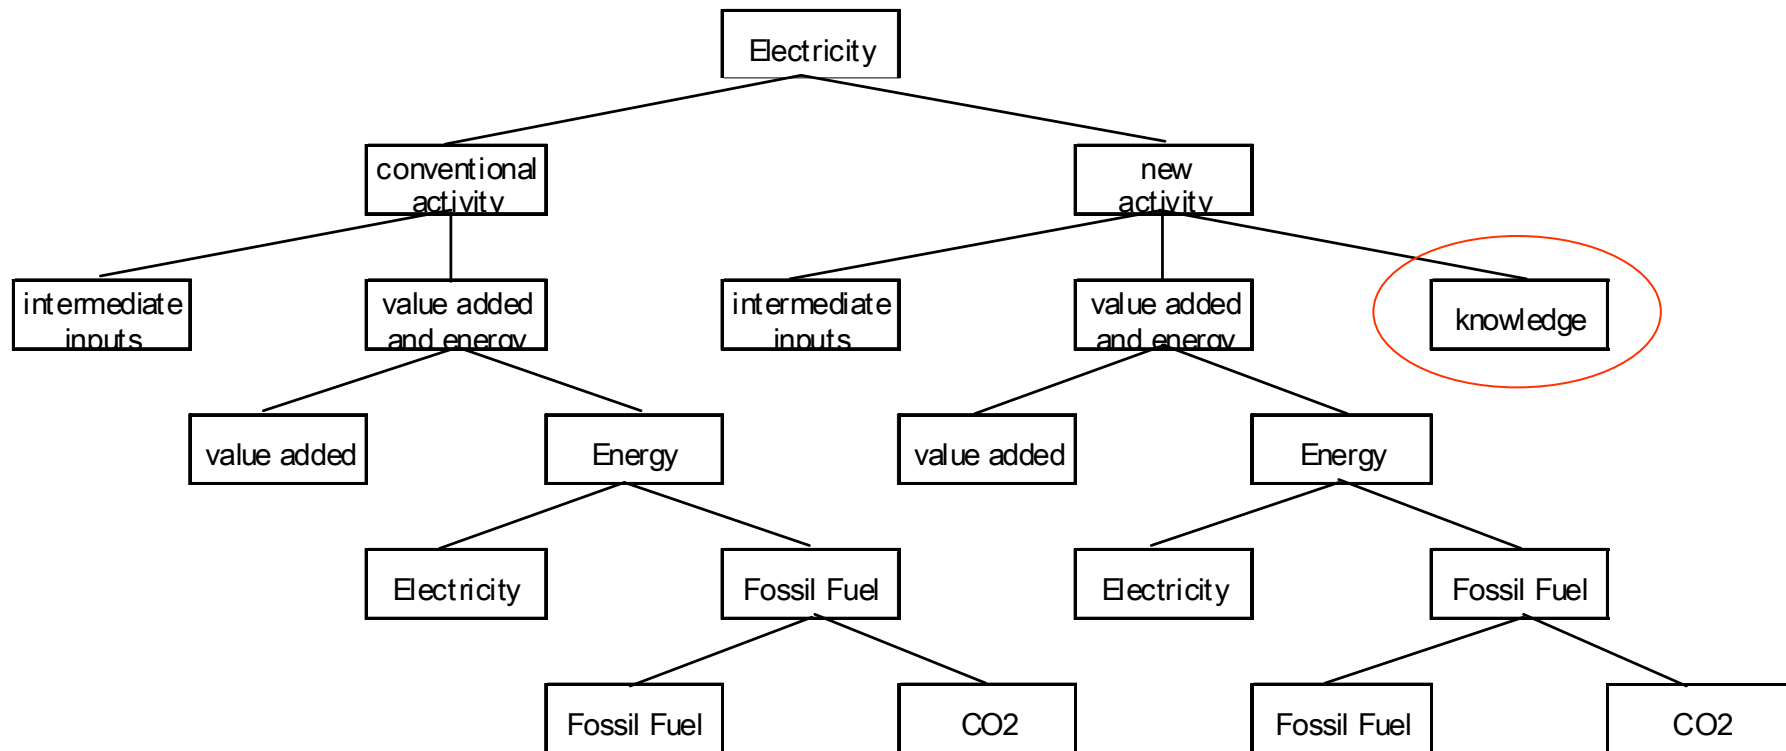 Electricity
conventional
activity
new
activity
intermediate
inputs
value added
and energy
intermediate
inputs
value added
and energy
knowledge
value added
Energy
value added
Energy
Electricity
Fossil Fuel
Electricity
Fossil Fuel
Fossil Fuel
CO2
Fossil Fuel
CO2